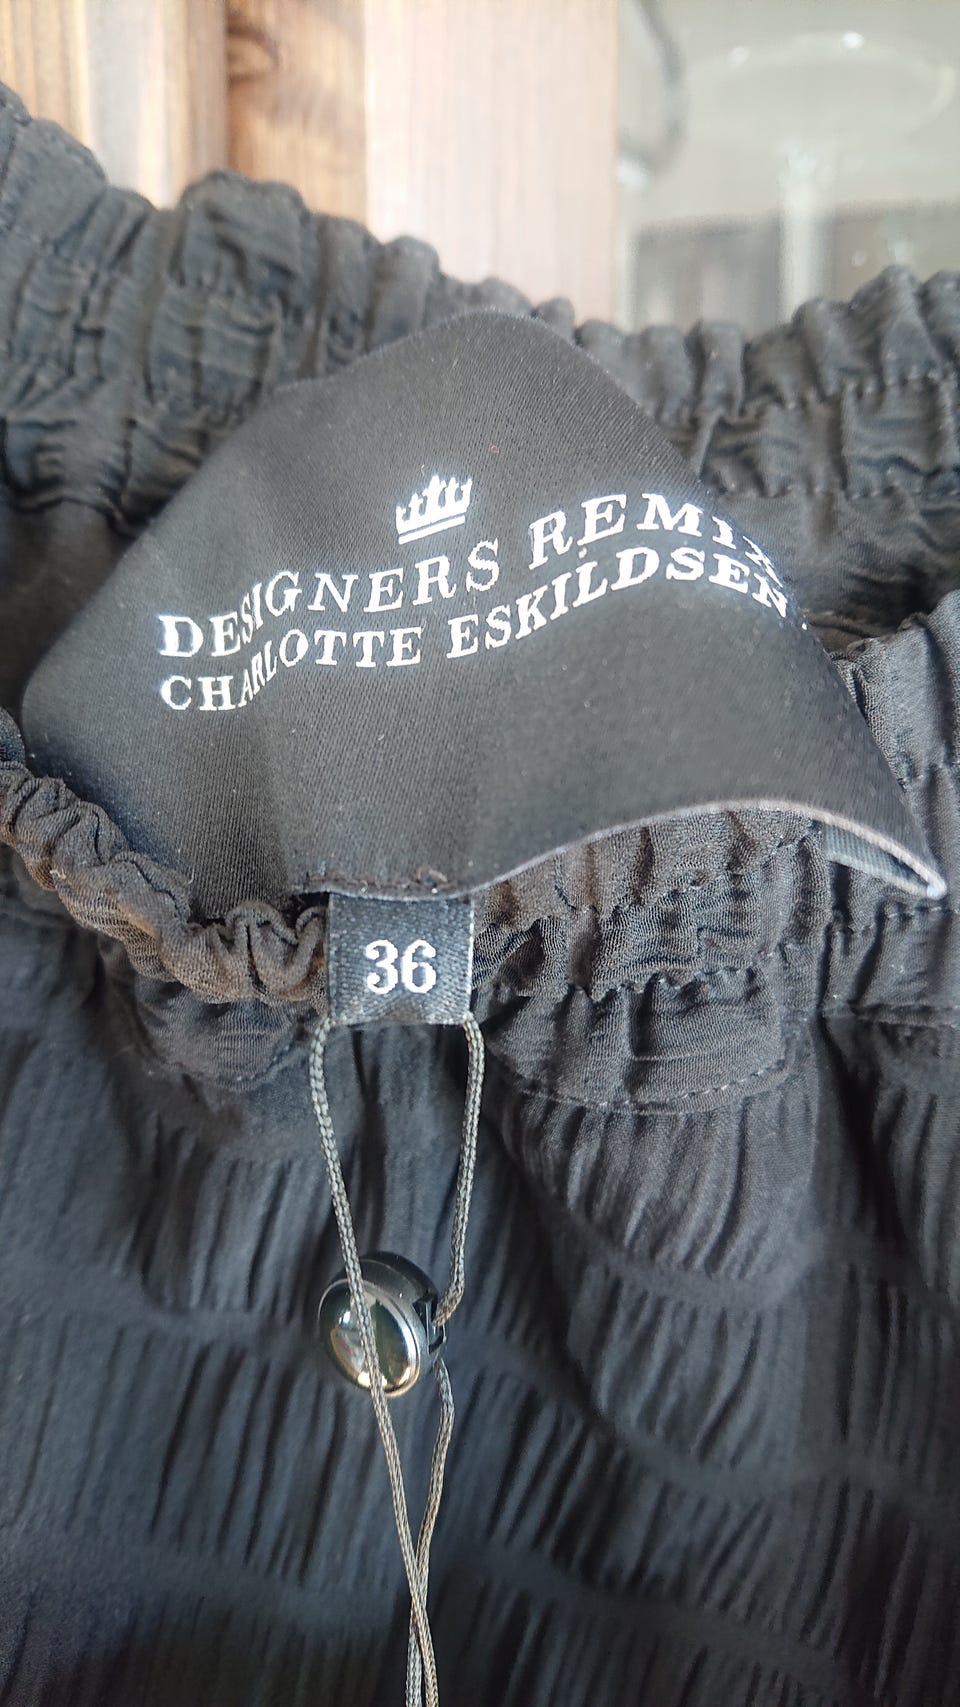 DESIGNERS REMIX
CHARLOTTE ESKILDSEN
36